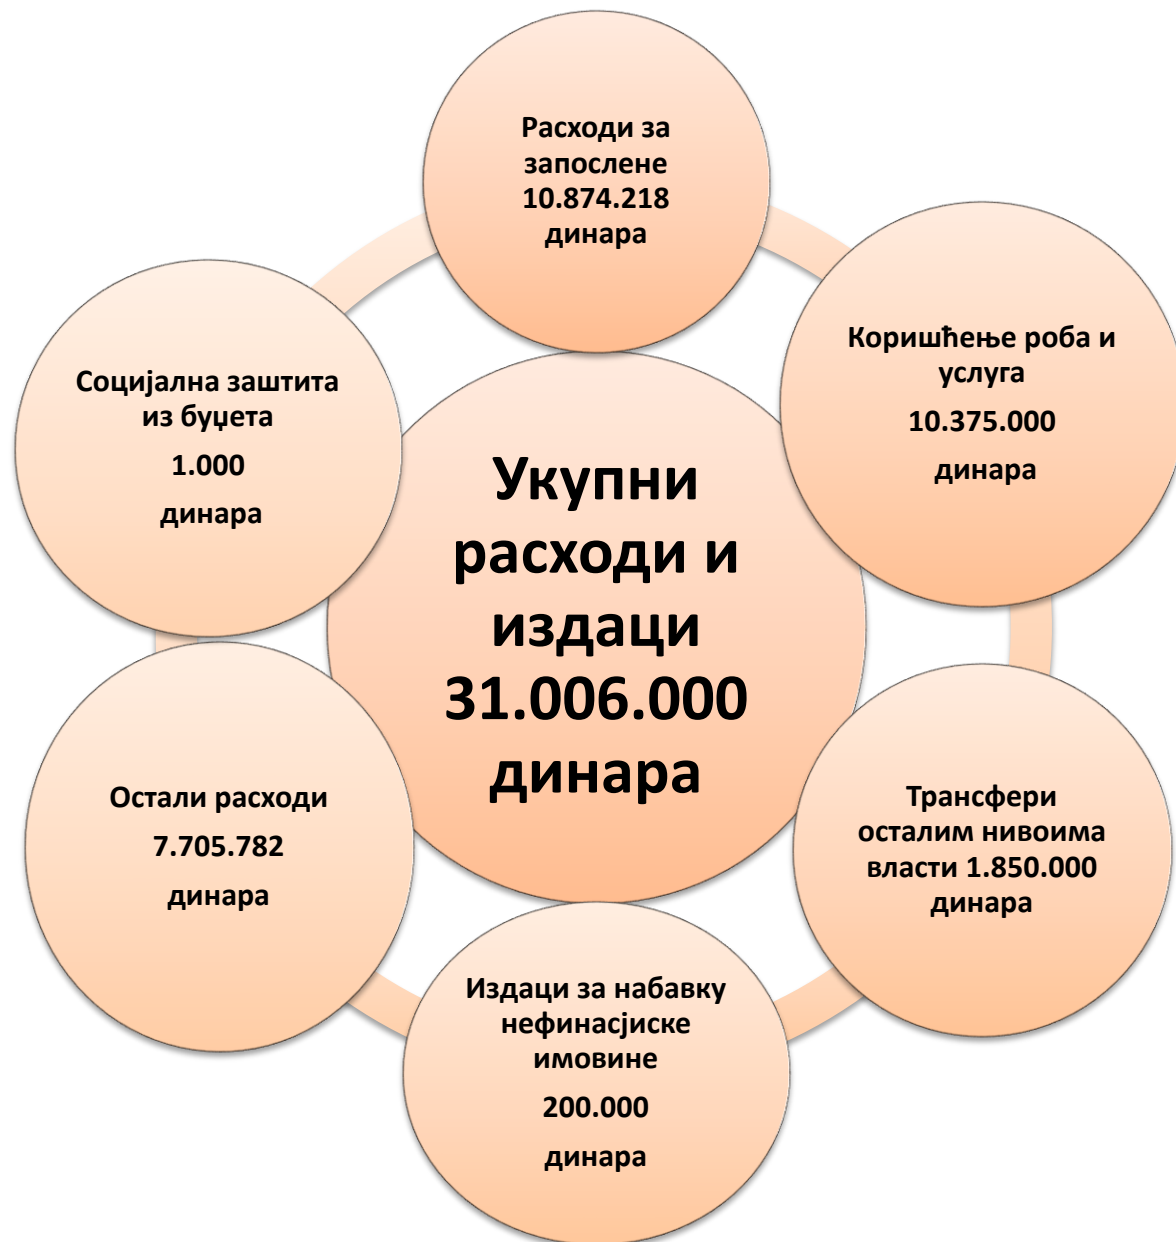 Расходи за
запослене
10.874.218
динара
Коришћење роба и
услуга
10.375.000
динара
Социјална заштита
из буџета
1.000
динара
Укупни
расходи и
издаци
31.006.000
динара
Трансфери
осталим нивоима
власти 1.850.000
динара
Остали расходи
7.705.782
динара
Издаци за набавку
нефинасјиске
имовине
200.000
динара